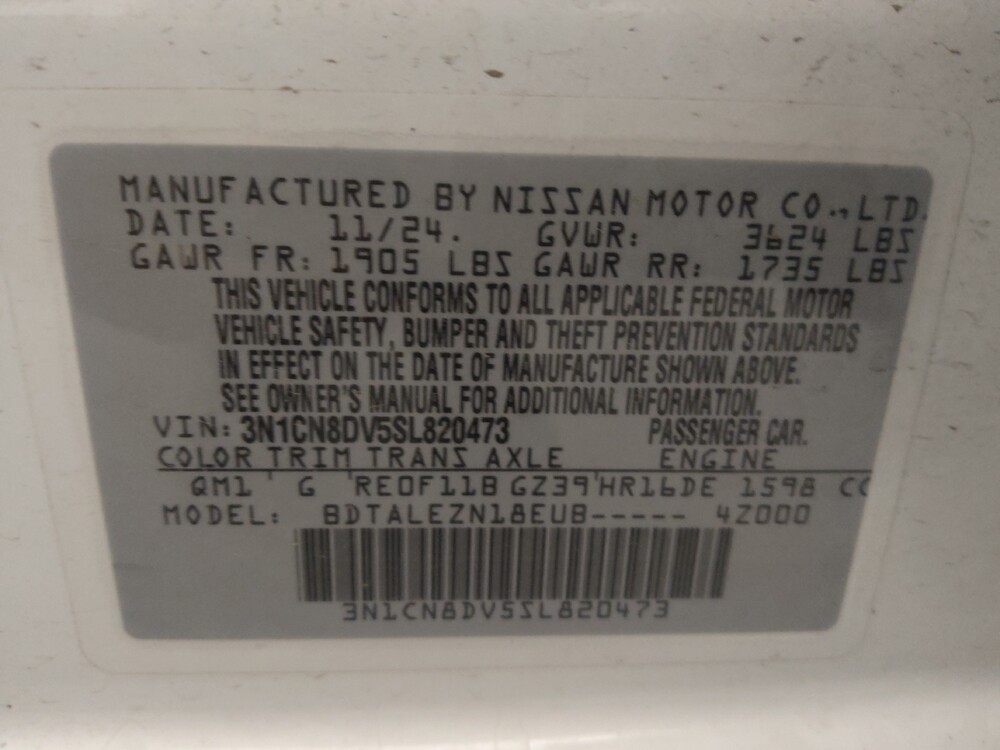 MANUFACTURED BY NISSAN MOTOR CO., LTD.
DATE: 11/24. GVWR: 3624 LBS
GAWR FR: 1905 LBS GAWR RR: 1735 LBS
THIS VEHICLE CONFORMS TO ALL APPLICABLE FEDERAL MOTOR
VEHICLE SAFETY, BUMPER AND THEFT PREVENTION STANDARDS
IN EFFECT ON THE DATE OF MANUFACTURE SHOWN ABOVE.
SEE OWNER'S MANUAL FOR ADDITIONAL INFORMATION.
VIN: 3N1CN8DV5SL820473 PASSENGER CAR.
COLOR TRIM TRANS AXLE ENGINE
QM1 ' G 'RE0F11B GZ39'HR16DE 1598 CC
MODEL: BDTALEZN18EUB----- 4Z000
3N1CN8DV5SL820473